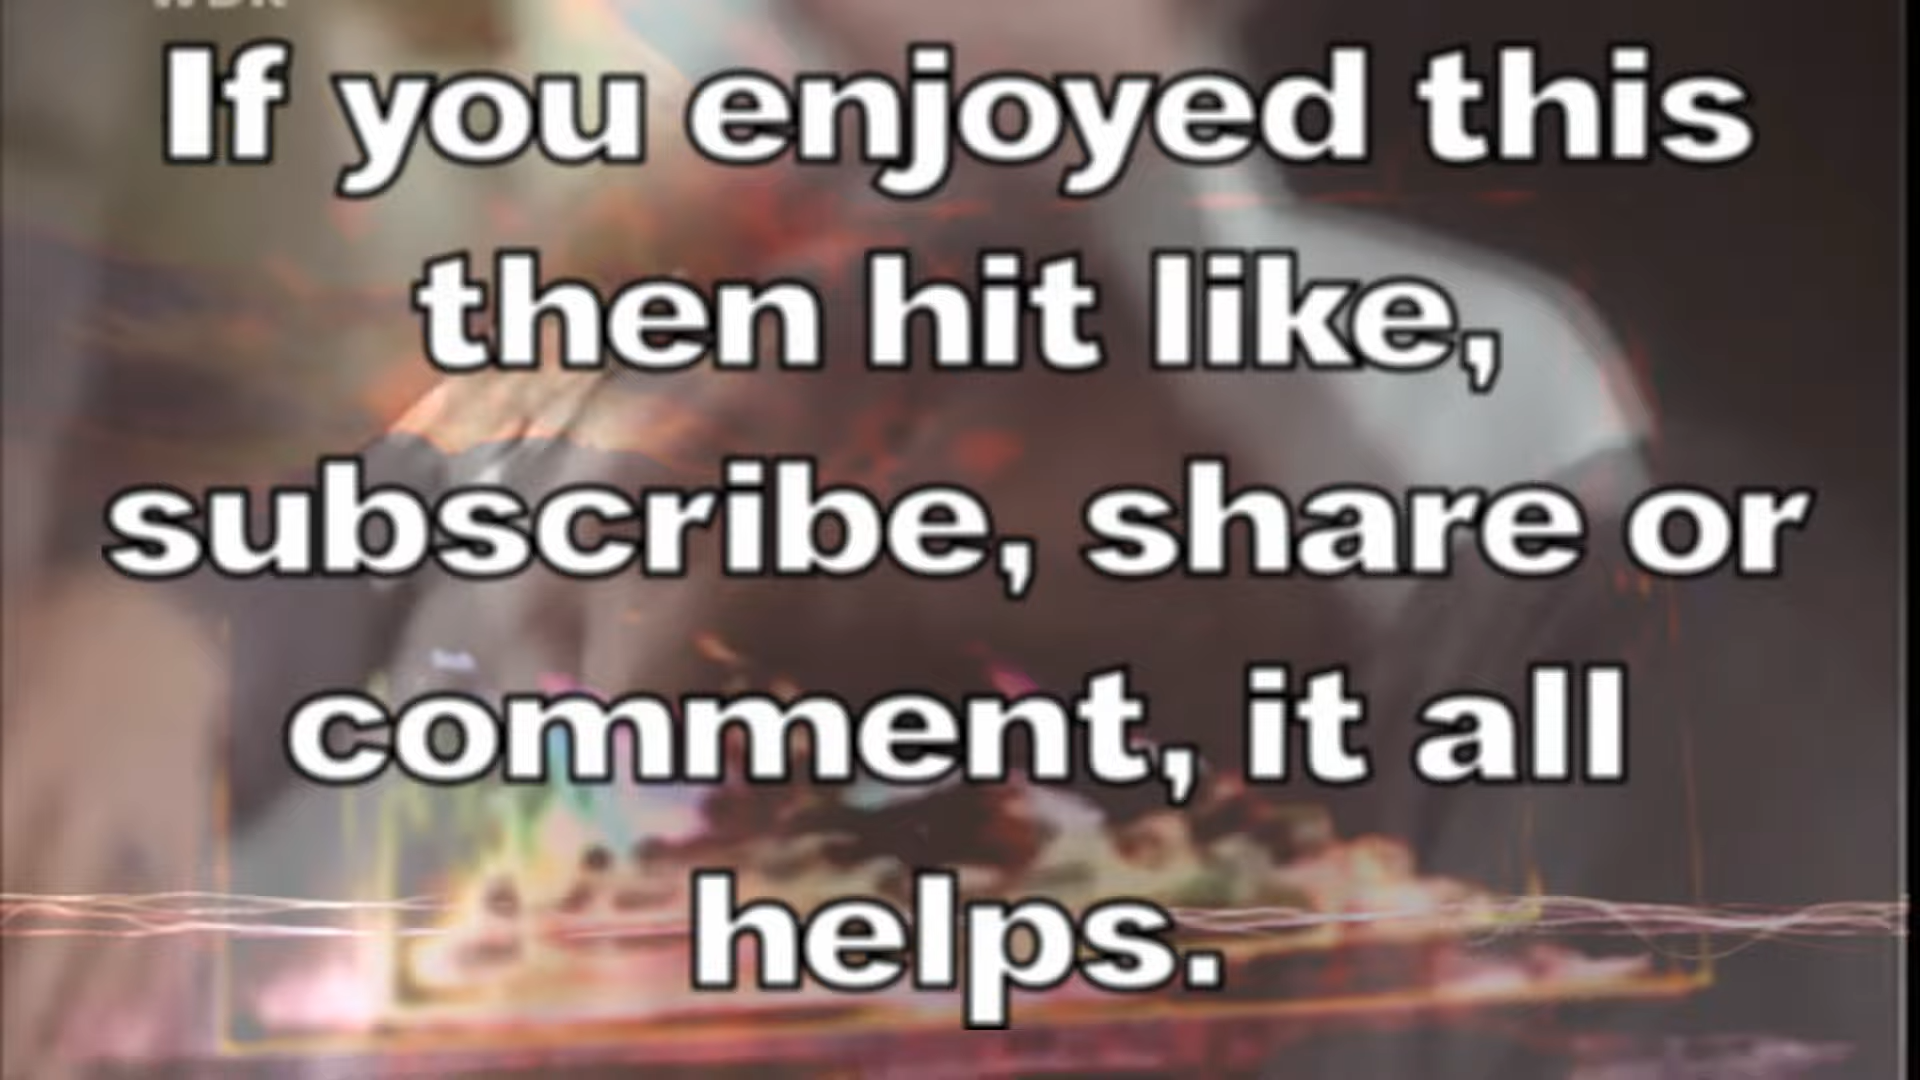 If you enjoyed this
then hit like,
subscribe, share or
comment, it all
helps.